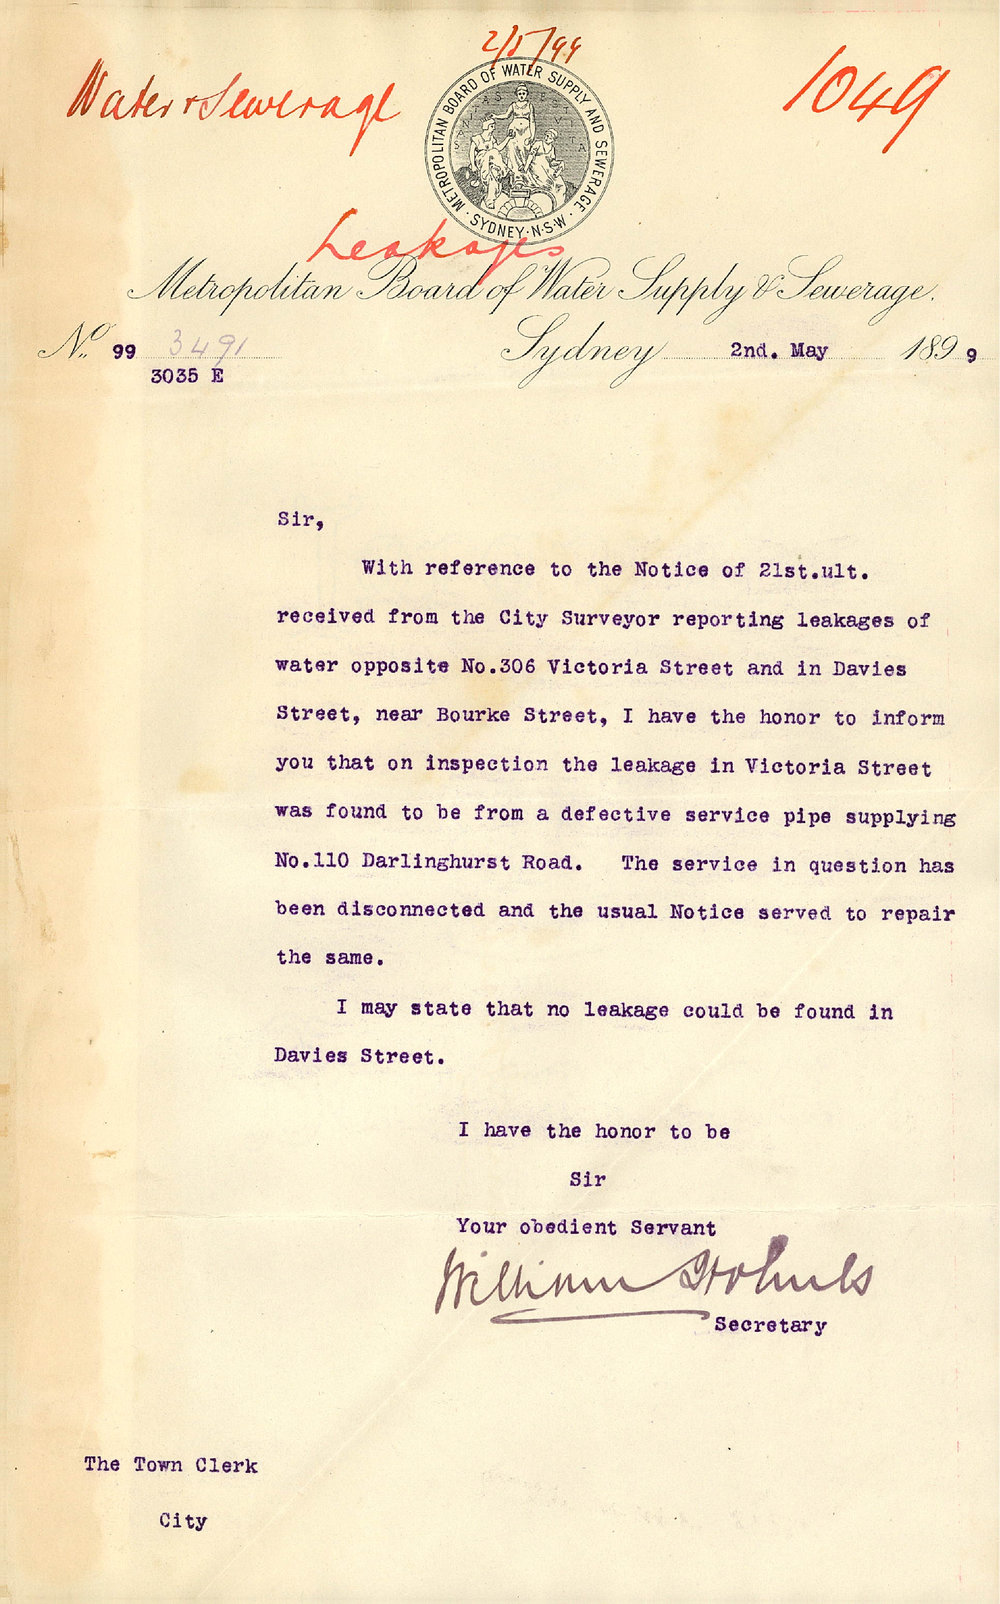 2/5/99
Water & Sewerage
1049
METROPOLITAN BOARD OF WATER SUPPLY AND SEWERAGE
SYDNEY·N·S·W·
Leakages
Metropolitan Board of Water Supply & Sewerage.
No. 99 3491
3035 E
Sydney 2nd. May 1899
Sir,
With reference to the Notice of 21st.ult.
received from the City Surveyor reporting leakages of
water opposite No.306 Victoria Street and in Davies
Street, near Bourke Street, I have the honor to inform
you that on inspection the leakage in Victoria Street
was found to be from a defective service pipe supplying
No.110 Darlinghurst Road. The service in question has
been disconnected and the usual Notice served to repair
the same.
I may state that no leakage could be found in
Davies Street.
I have the honor to be
Sir
Your obedient Servant
William
Secretary
The Town Clerk
City